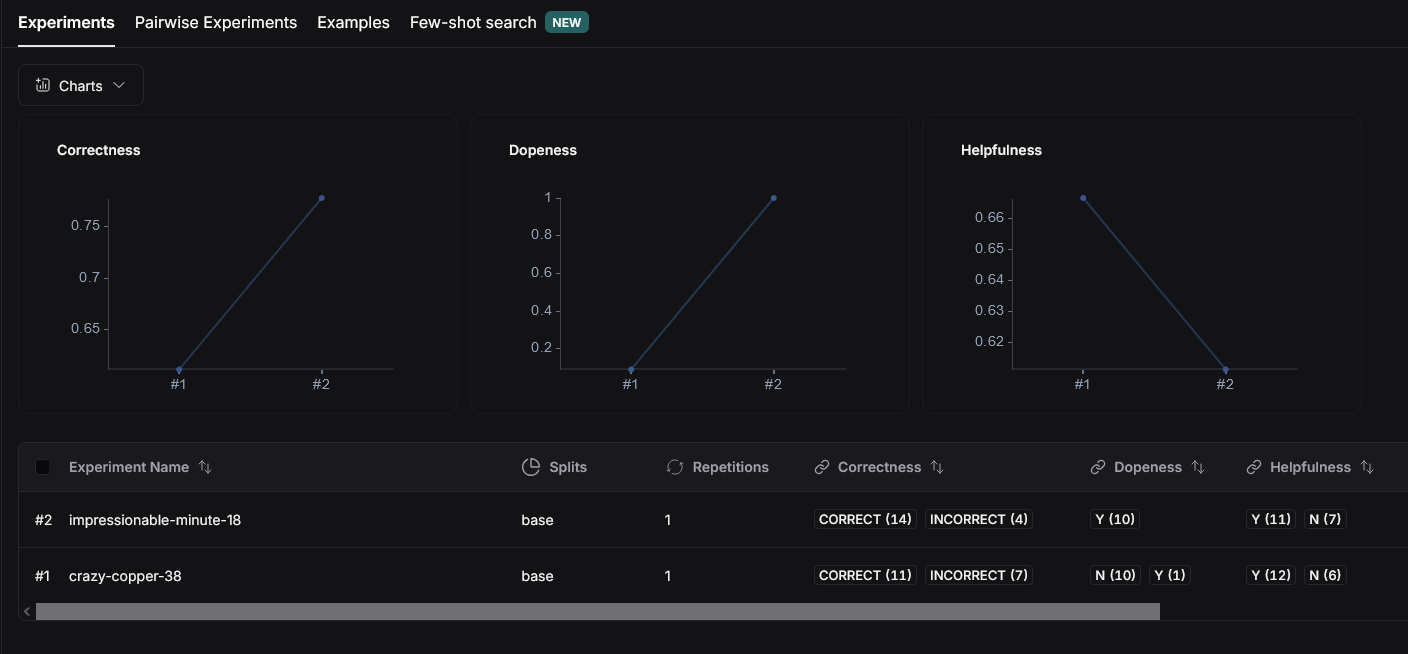 Experiments Pairwise Experiments Examples Few-shot search NEW
Charts
Correctness
0.75
0.7
0.65
#1 #2
Dopeness
1
0.8
0.6
0.4
0.2
#1 #2
Helpfulness
0.66
0.65
0.64
0.63
0.62
#1 #2
Experiment Name Splits Repetitions Correctness Dopeness Helpfulness
#2 impressionable-minute-18 base 1 CORRECT (14) INCORRECT (4) Y (10) Y (11) N (7)
#1 crazy-copper-38 base 1 CORRECT (11) INCORRECT (7) N (10) Y (1) Y (12) N (6)